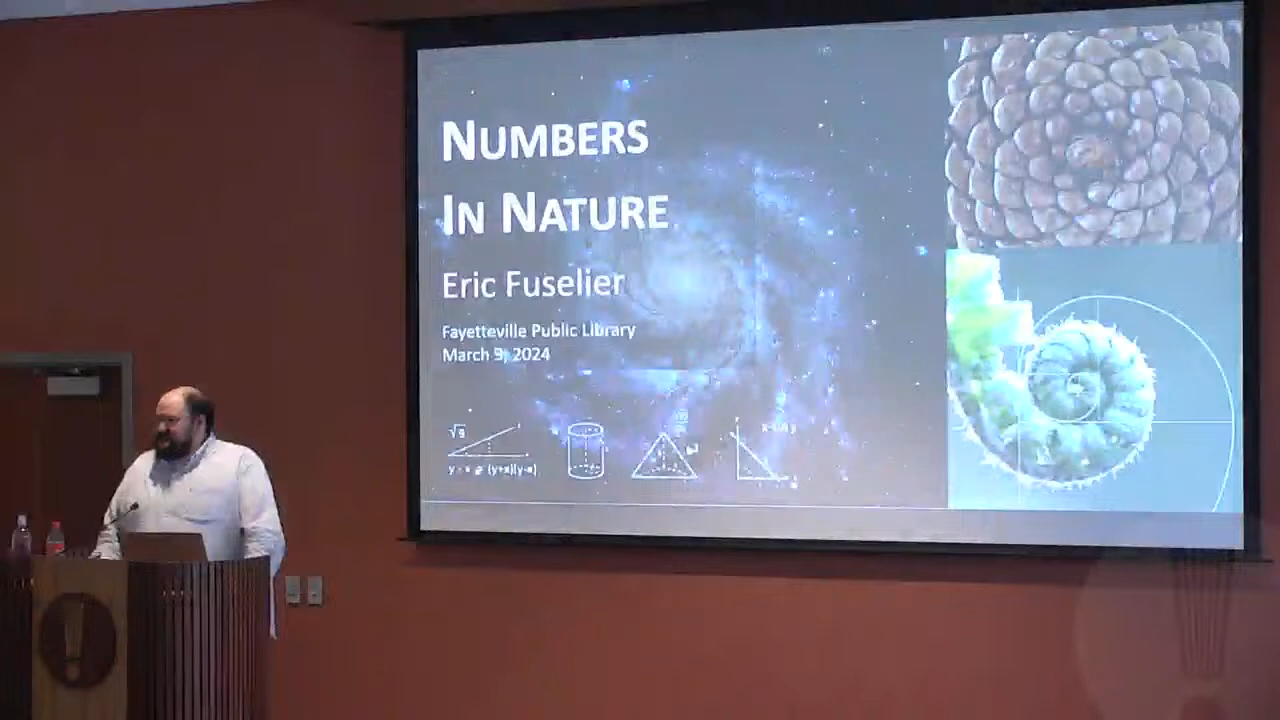 NUMBERS
IN NATURE
Eric Fuselier
Fayetteville Public Library
March 9, 2024